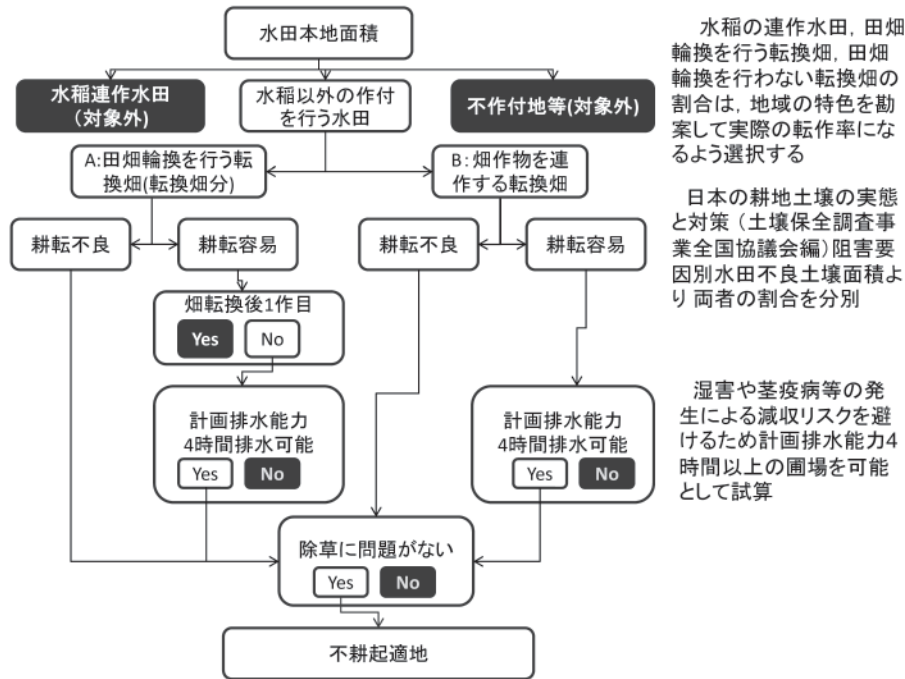 水田本地面積
水稲連作水田
(対象外)
水稲以外の作付
を行う水田
不作付地等(対象外)
A:田畑輪換を行う転
換畑(転換畑分)
B:畑作物を連
作する転換畑
耕転不良
耕転容易
耕転不良
耕転容易
畑転換後1作目
Yes
No
計画排水能力
4時間排水可能
Yes
No
計画排水能力
4時間排水可能
Yes
No
除草に問題がない
Yes
No
不耕起適地
水稲の連作水田, 田畑
輪換を行う転換畑, 田畑
輪換を行わない転換畑の
割合は, 地域の特色を勘
案して実際の転作率にな
るよう選択する
日本の耕地土壌の実態
と対策(土壌保全調査事
業全国協議会編)阻害要
因別水田不良土壌面積よ
り両者の割合を分別
湿害や茎疫病等の発
生による減収リスクを避
けるため計画排水能力4
時間以上の圃場を可能
として試算